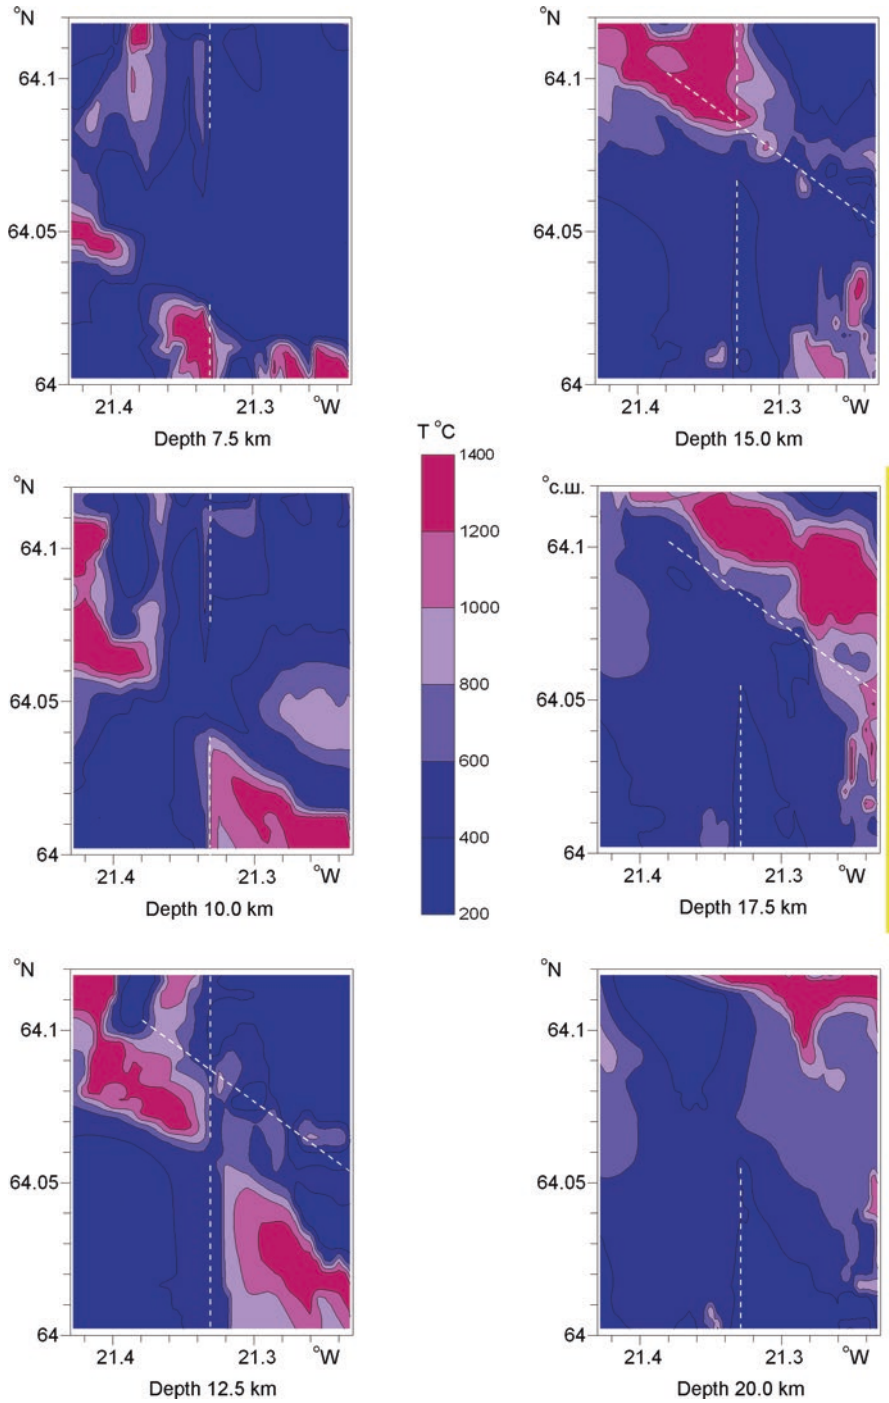 °N
64.1
64.05
64
21.4
21.3
°W
Depth 7.5 km
°N
64.1
64.05
64
21.4
21.3
°W
Depth 15.0 km
T °C
1400
1200
1000
800
600
400
200
°N
64.1
64.05
64
21.4
21.3
°W
Depth 10.0 km
°с.ш.
64.1
64.05
64
21.4
21.3
°W
Depth 17.5 km
°N
64.1
64.05
64
21.4
21.3
°W
Depth 12.5 km
°N
64.1
64.05
64
21.4
21.3
°W
Depth 20.0 km